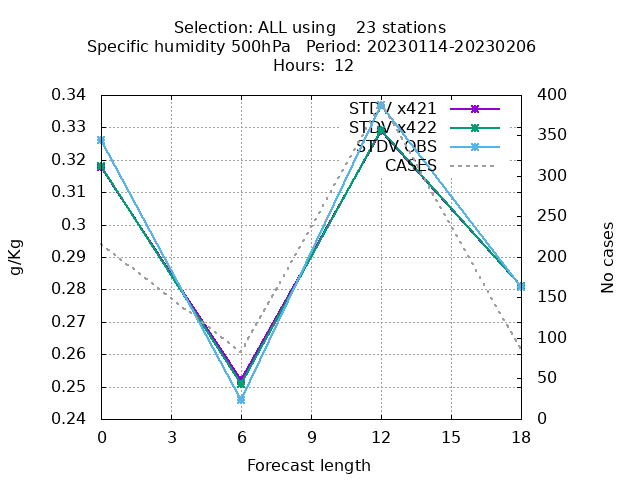 Selection: ALL using    23 stations
Specific humidity 500hPa   Period: 20230114-20230206
Hours: 12
0.34
0.33
0.32
0.31
0.3
0.29
0.28
0.27
0.26
0.25
0.24
g/Kg
STDV x421
STDV x422
STDV OBS
CASES
400
350
300
250
200
150
100
50
0
No cases
0 3 6 9 12 15 18
Forecast length